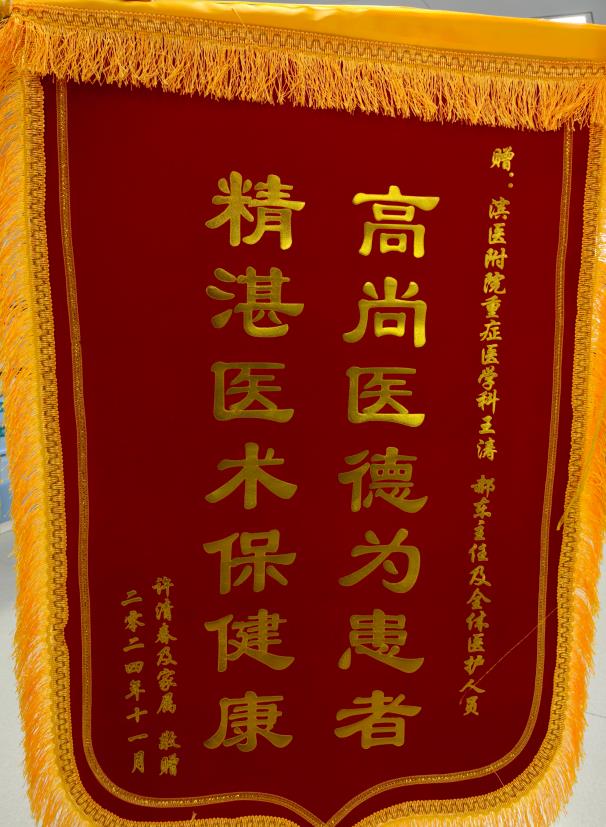 赠：滨医附院重症医学科王涛 郝东主任及全体医护人员
高尚医德为患者
精湛医术保健康
许清春及家属 敬赠
二零二四年十一月